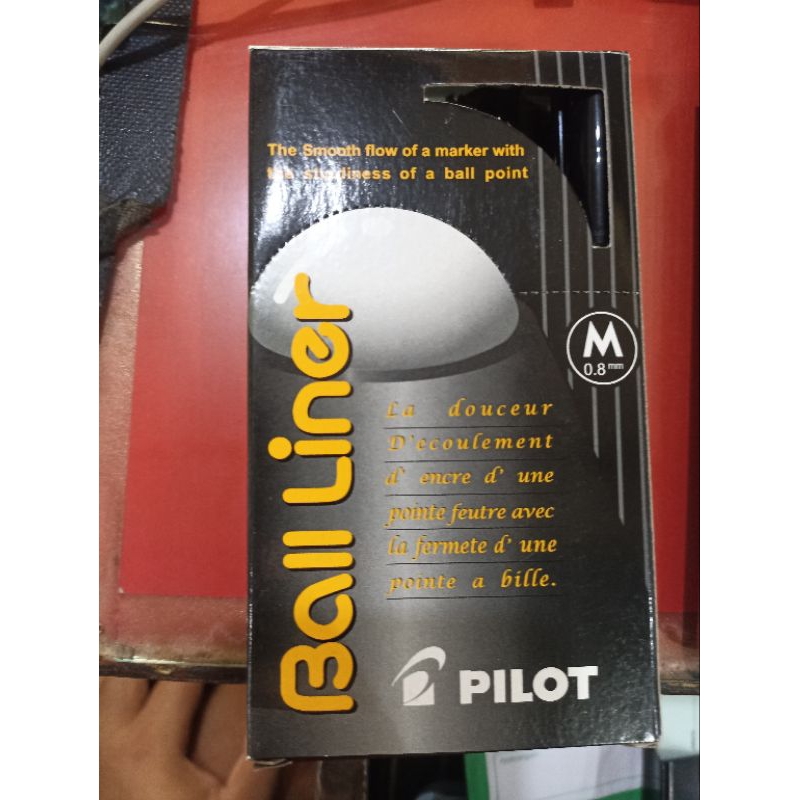 The Smooth flow of a marker with
the steadiness of a ball point
Ball Liner
M
0.8 mm
La douceur
D'ecoulement
d' encre d' une
pointe feutre avec
la fermete d' une
pointe a bille.
PILOT